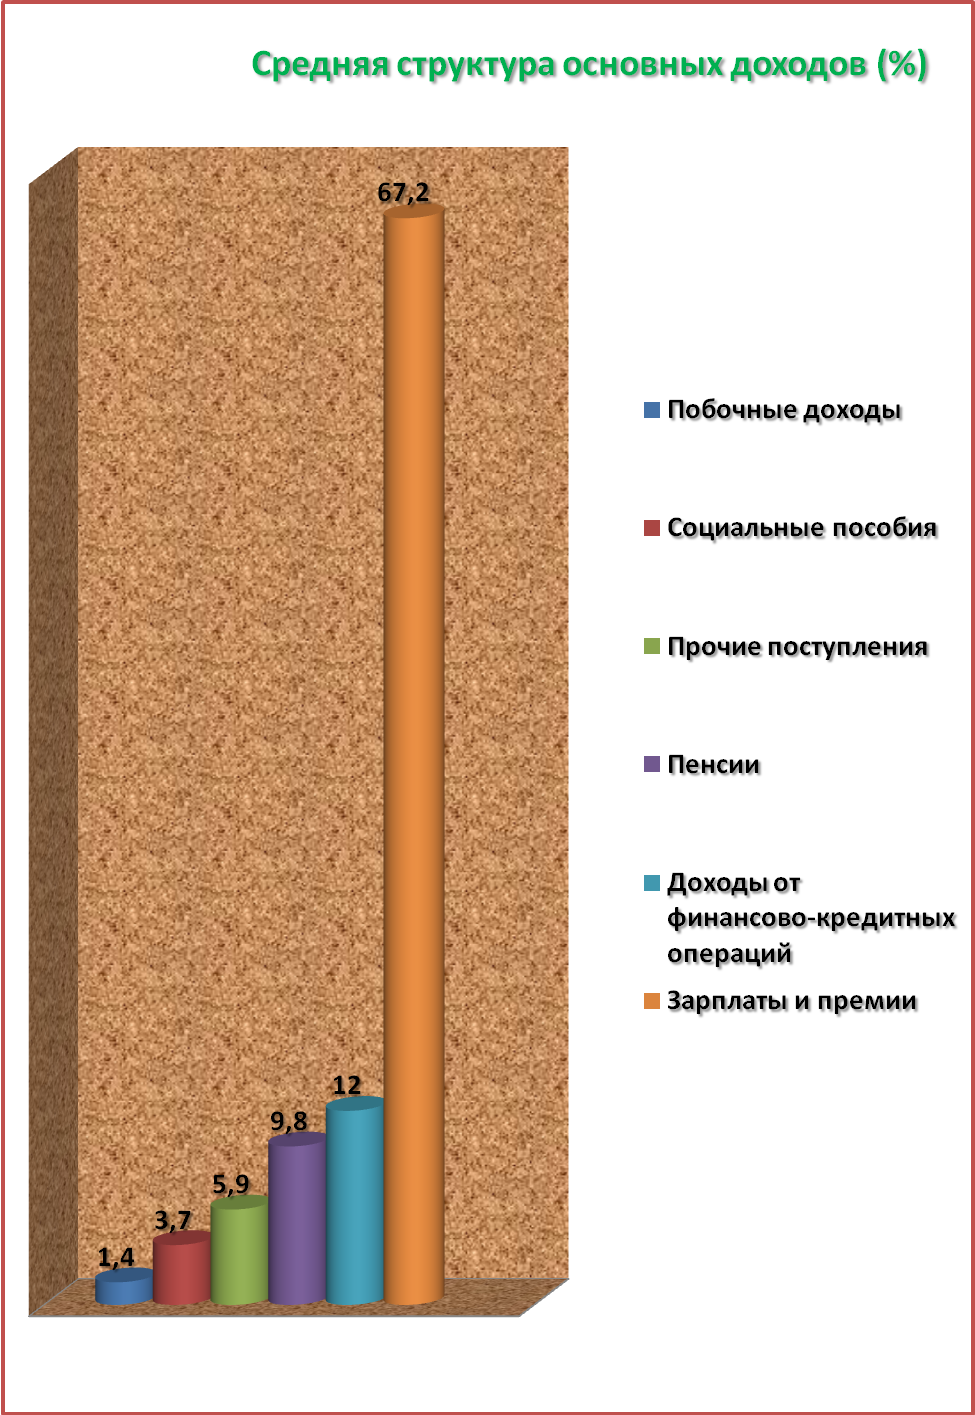 Средняя структура основных доходов (%)
67,2
12
9,8
5,9
3,7
1,4
Побочные доходы
Социальные пособия
Прочие поступления
Пенсии
Доходы от
финансово-кредитных
операций
Зарплаты и премии